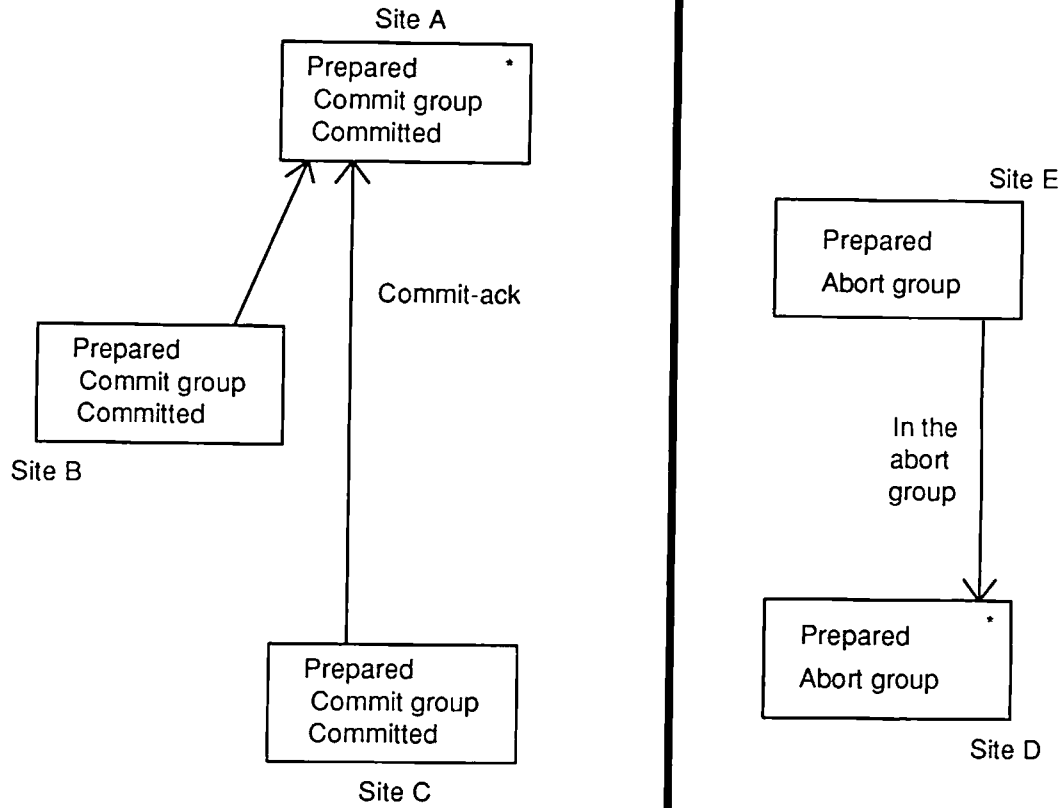 Site A
Prepared *
Commit group
Committed
Commit-ack
Prepared
Commit group
Committed
Site B
Prepared
Commit group
Committed
Site C
Site E
Prepared
Abort group
In the
abort
group
Prepared *
Abort group
Site D